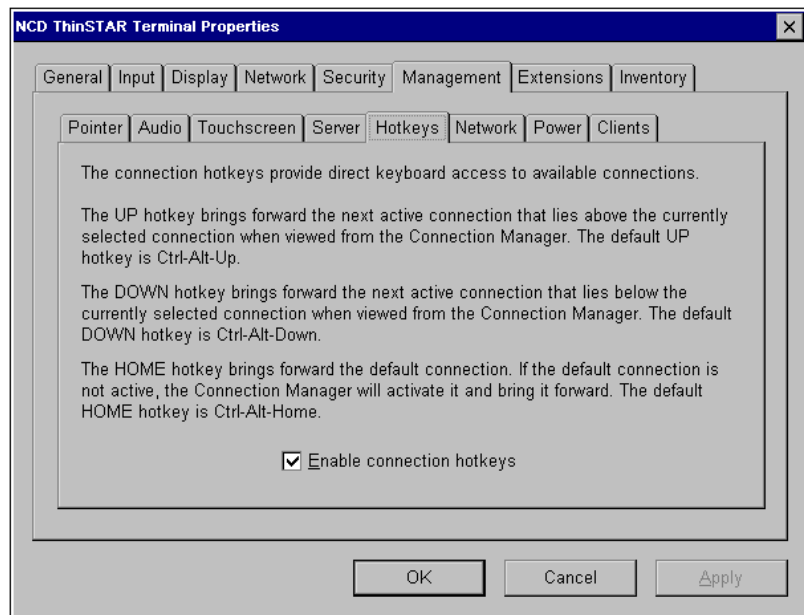 NCD ThinSTAR Terminal Properties
General Input Display Network Security Management Extensions Inventory
Pointer Audio Touchscreen Server Hotkeys Network Power Clients
The connection hotkeys provide direct keyboard access to available connections.
The UP hotkey brings forward the next active connection that lies above the currently
selected connection when viewed from the Connection Manager. The default UP
hotkey is Ctrl-Alt-Up.
The DOWN hotkey brings forward the next active connection that lies below the
currently selected connection when viewed from the Connection Manager. The default
DOWN hotkey is Ctrl-Alt-Down.
The HOME hotkey brings forward the default connection. If the default connection is
not active, the Connection Manager will activate it and bring it forward. The default
HOME hotkey is Ctrl-Alt-Home.
Enable connection hotkeys
OK Cancel Apply